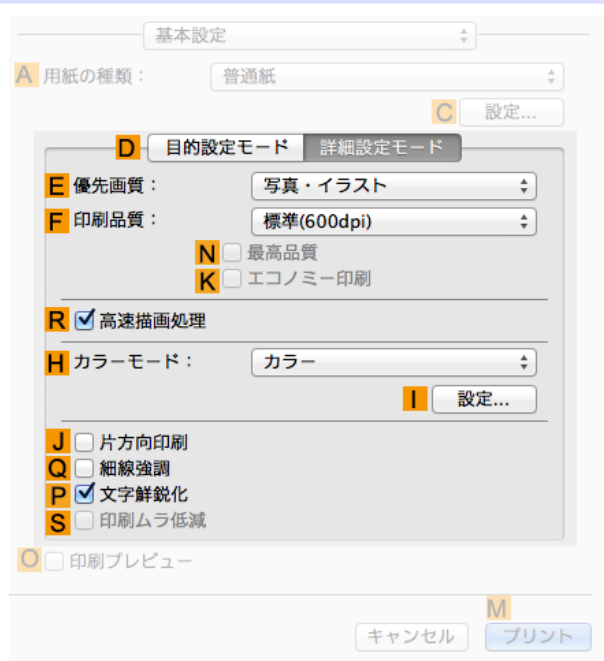 基本設定
A 用紙の種類： 普通紙
C 設定...
D 目的設定モード 詳細設定モード
E 優先画質： 写真・イラスト
F 印刷品質： 標準(600dpi)
N 最高品質
K エコノミー印刷
R 高速描画処理
H カラーモード： カラー
I 設定...
J 片方向印刷
Q 細線強調
P 文字鮮鋭化
S 印刷ムラ低減
O 印刷プレビュー
M
キャンセル プリント